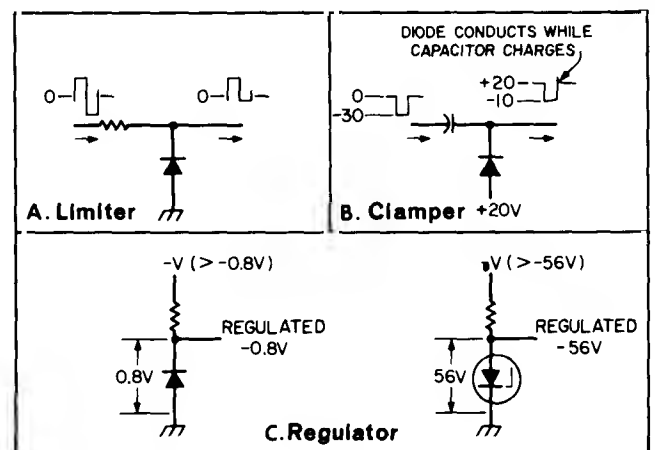 DIODE CONDUCTS WHILE
CAPACITOR CHARGES
0
0
0
-30
+20
-10
A. Limiter
B. Clamper
+20V
-V (> -0.8V)
V (> -56V)
REGULATED
-0.8V
REGULATED
-56V
0.8V
56V
C. Regulator